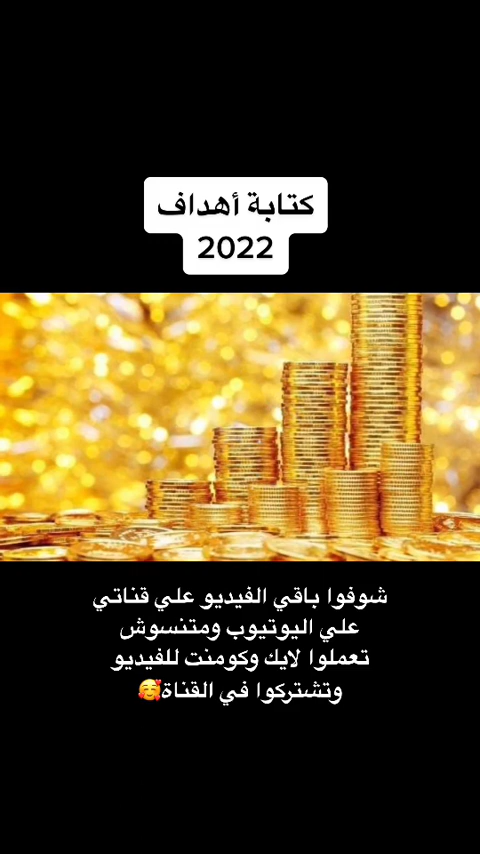 كتابة أهداف
2022
شوفوا باقي الفيديو علي قناتي
علي اليوتيوب ومتنسوش
تعملوا لايك وكومنت للفيديو
وتشتركوا في القناة🥰